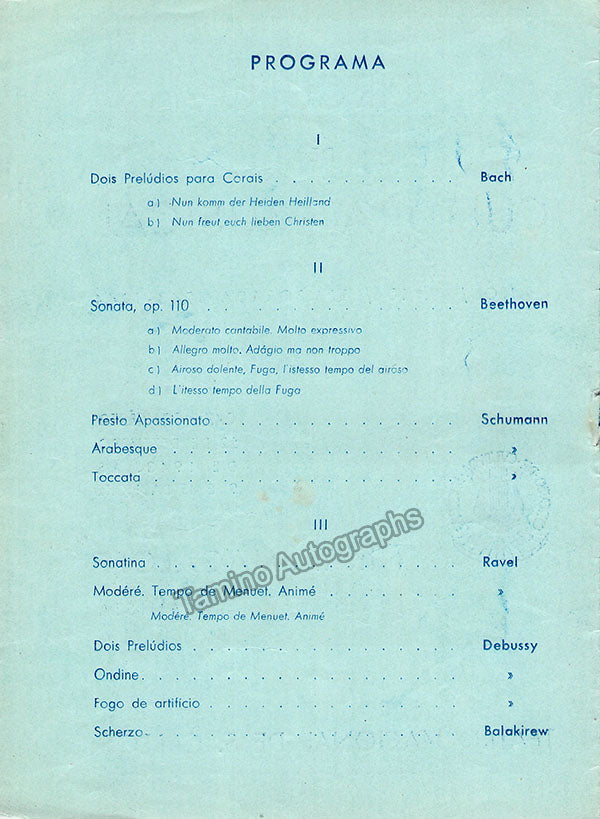 PROGRAMA
I
Dois Prelúdios para Corais . . . . . . . . . . . Bach
a) Nun komm der Heiden Heilland
b) Nun freut euch lieben Christen
II
Sonata, op. 110 . . . . . . . . . . . . . . Beethoven
a) Moderato cantabile. Molto expressivo
b) Allegro molto. Adágio ma non troppo
c) Airoso dolente, Fuga, l'istesso tempo del airóso
d) L'itesso tempo della Fuga
Presto Apassionato . . . . . . . . . . . . . Schumann
Arabesque . . . . . . . . . . . . . . . »
Toccata . . . . . . . . . . . . . . . . »
III
Sonatina . . . . . . . . . . . . . . . . Ravel
Modéré. Tempo de Menuet. Animé . . . . . . . »
Modéré. Tempo de Menuet. Animé
Dois Prelúdios . . . . . . . . . . . . . . Debussy
Ondine. . . . . . . . . . . . . . . . . »
Fogo de artifício . . . . . . . . . . . . . »
Scherzo. . . . . . . . . . . . . . . . . Balakirew
Tamino Autographs